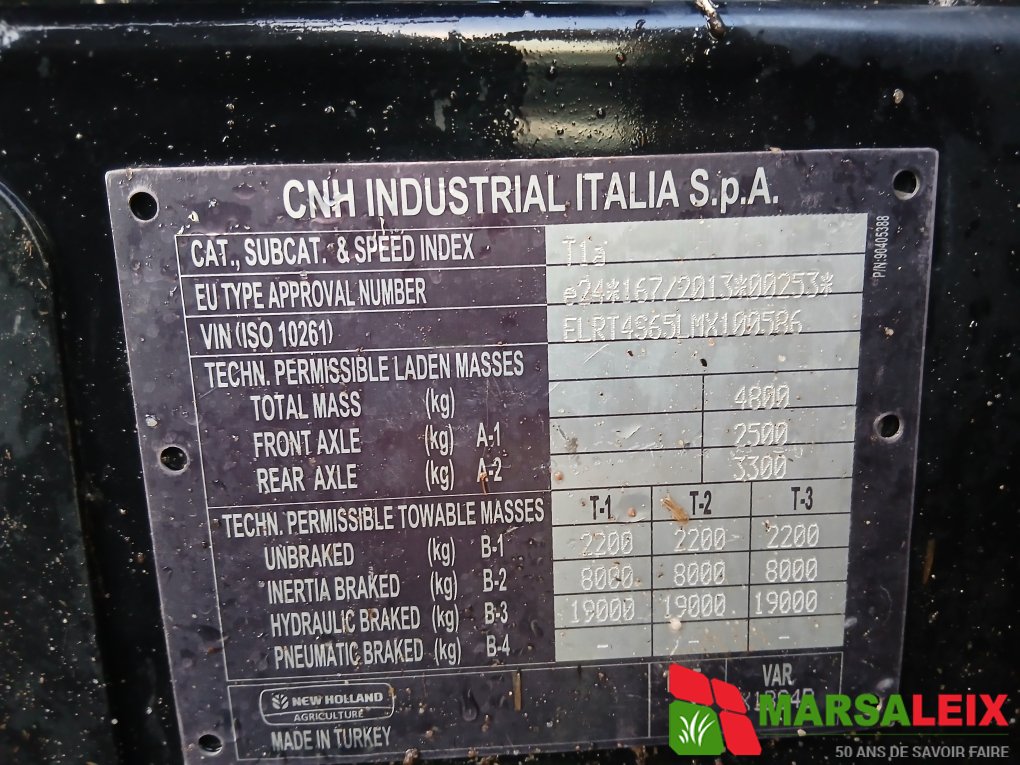 CNH INDUSTRIAL ITALIA S.p.A.
P/N:90405388
CAT., SUBCAT. & SPEED INDEX T1a
EU TYPE APPROVAL NUMBER e24*167/2013*00253*
VIN (ISO 10261) ELRT4S65LMX100586
TECHN. PERMISSIBLE LADEN MASSES
TOTAL MASS (kg) 4800
FRONT AXLE (kg) A-1 2500
REAR AXLE (kg) A-2 3300
TECHN. PERMISSIBLE TOWABLE MASSES T-1 T-2 T-3
UNBRAKED (kg) B-1 2200 2200 2200
INERTIA BRAKED (kg) B-2 8000 8000 8000
HYDRAULIC BRAKED (kg) B-3 19000 19000 19000
PNEUMATIC BRAKED (kg) B-4 - - -
NEW HOLLAND
AGRICULTURE
MADE IN TURKEY
VAR
MARSALEIX
50 ANS DE SAVOIR FAIRE